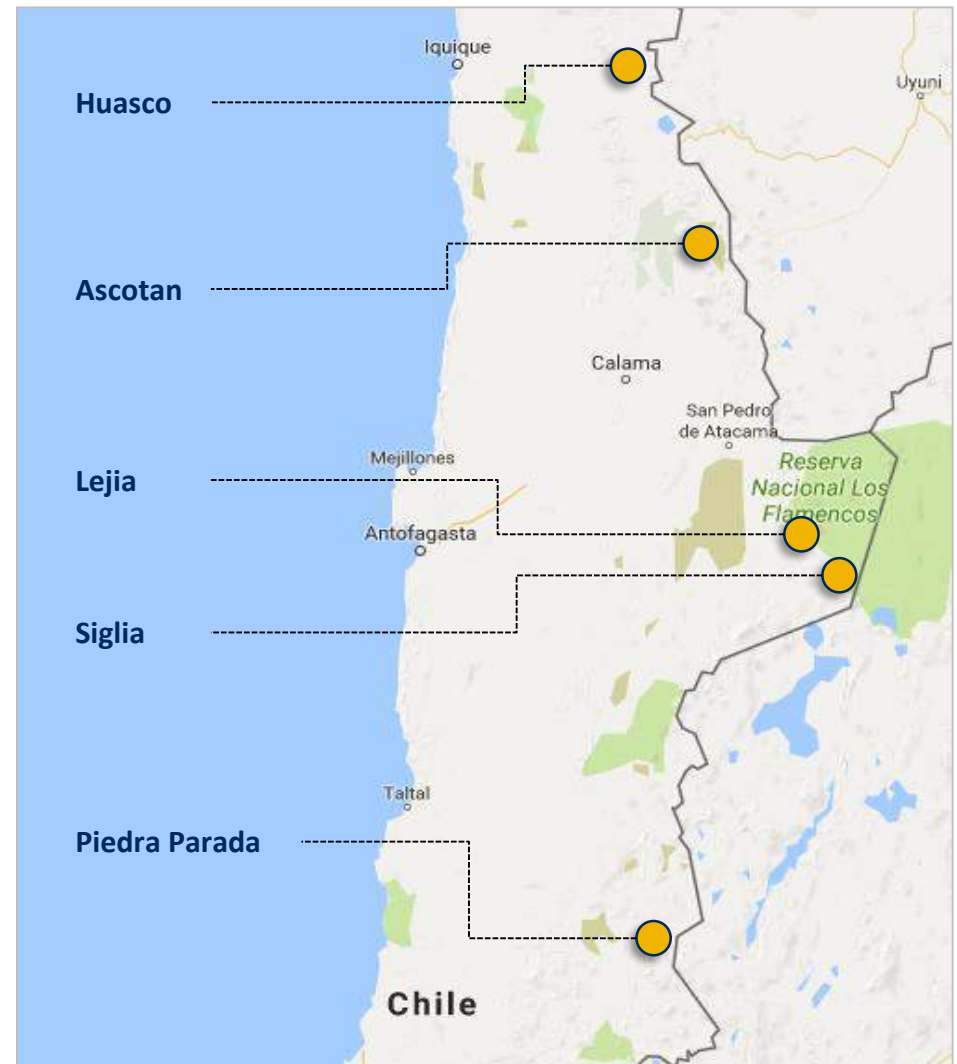 Iquique
Huasco
Uyuni
Ascotan
Calama
San Pedro
de Atacama
Mejillones
Reserva
Nacional Los
Flamencos
Lejia
Antofagasta
Siglia
Taltal
Piedra Parada
Chile